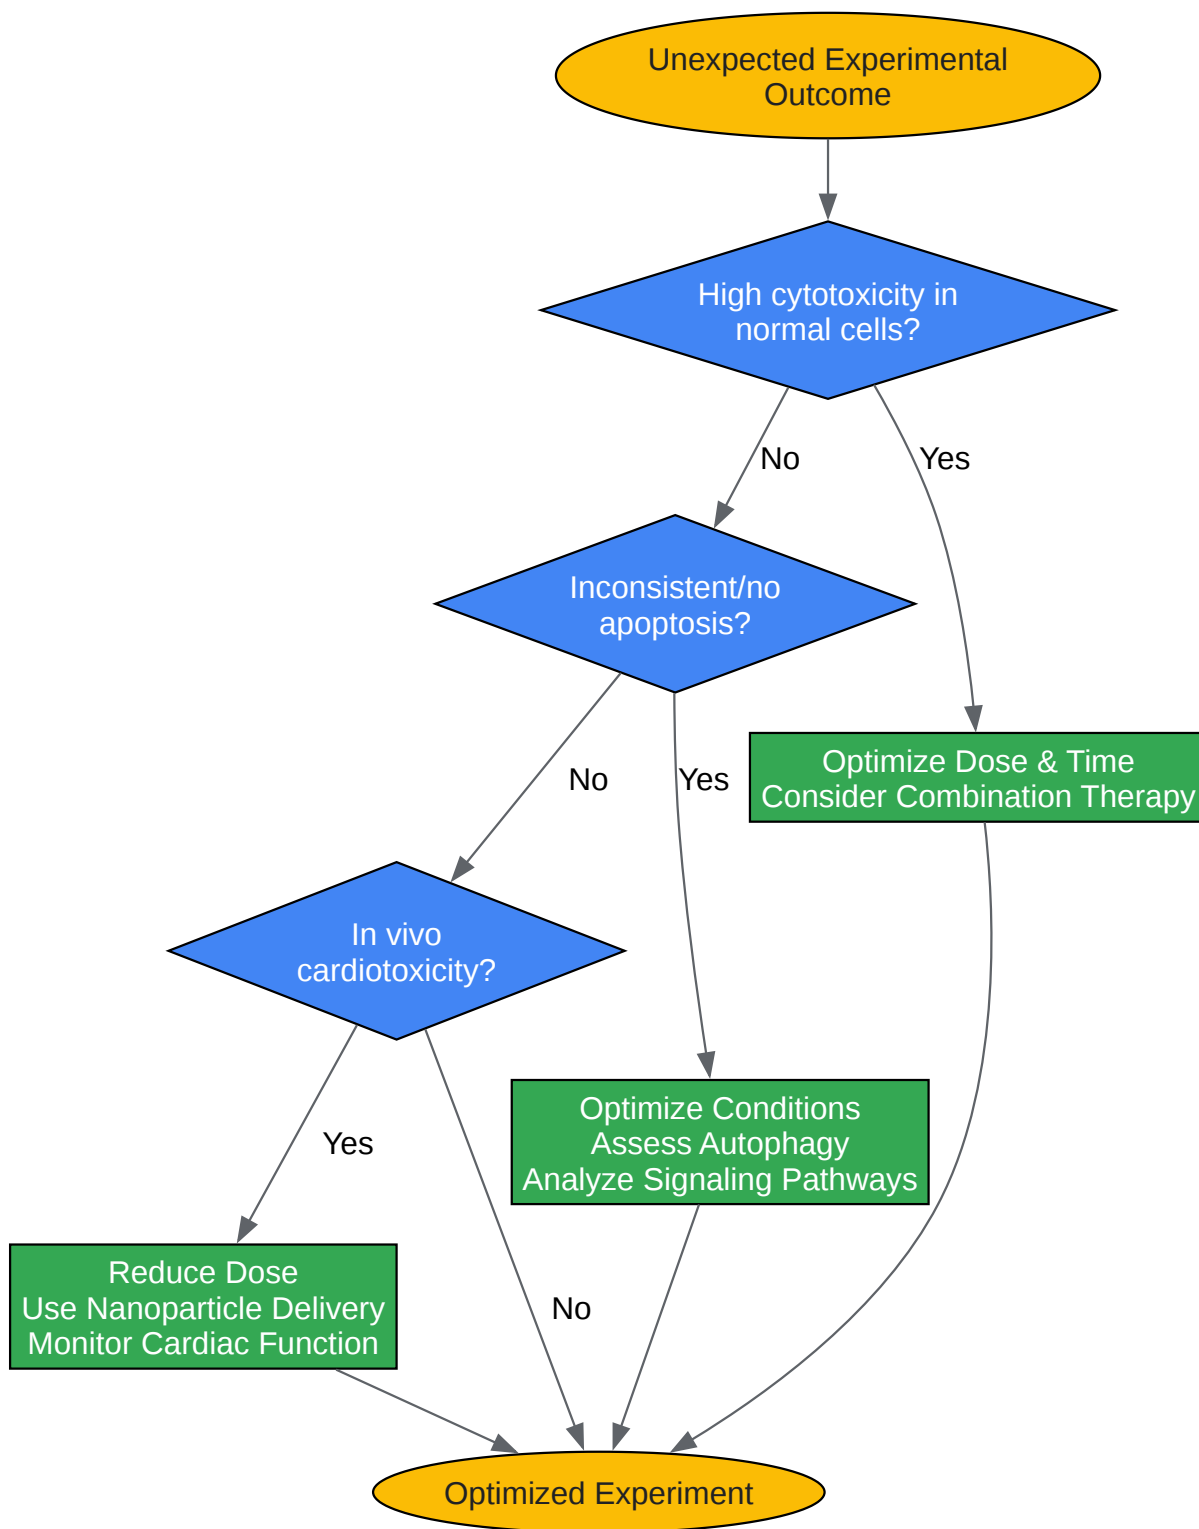 Unexpected Experimental
Outcome
High cytotoxicity in
normal cells?
No
Yes
Inconsistent/no
apoptosis?
No
Yes
Optimize Dose & Time
Consider Combination Therapy
In vivo
cardiotoxicity?
Yes
Optimize Conditions
Assess Autophagy
Analyze Signaling Pathways
Reduce Dose
Use Nanoparticle Delivery
Monitor Cardiac Function
No
Optimized Experiment